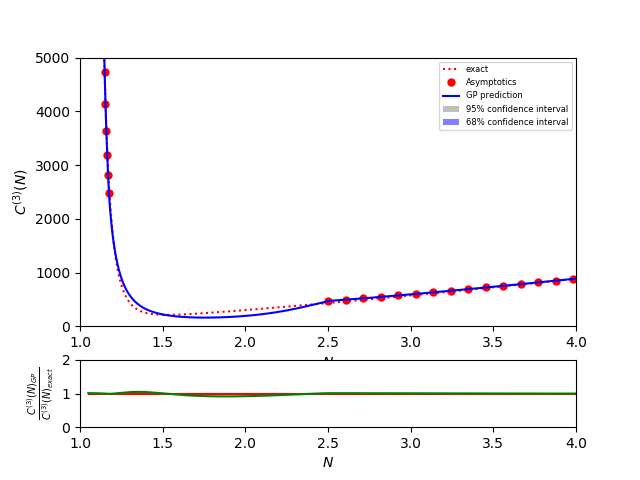 5000
4000
3000
2000
1000
0
C^{(3)}(N)
exact
Asymptotics
GP prediction
95% confidence interval
68% confidence interval
1.0 1.5 2.0 2.5 3.0 3.5 4.0
N
2
1
0
C^{(3)}(N)_{GP}
C^{(3)}(N)_{exact}
1.0 1.5 2.0 2.5 3.0 3.5 4.0
N